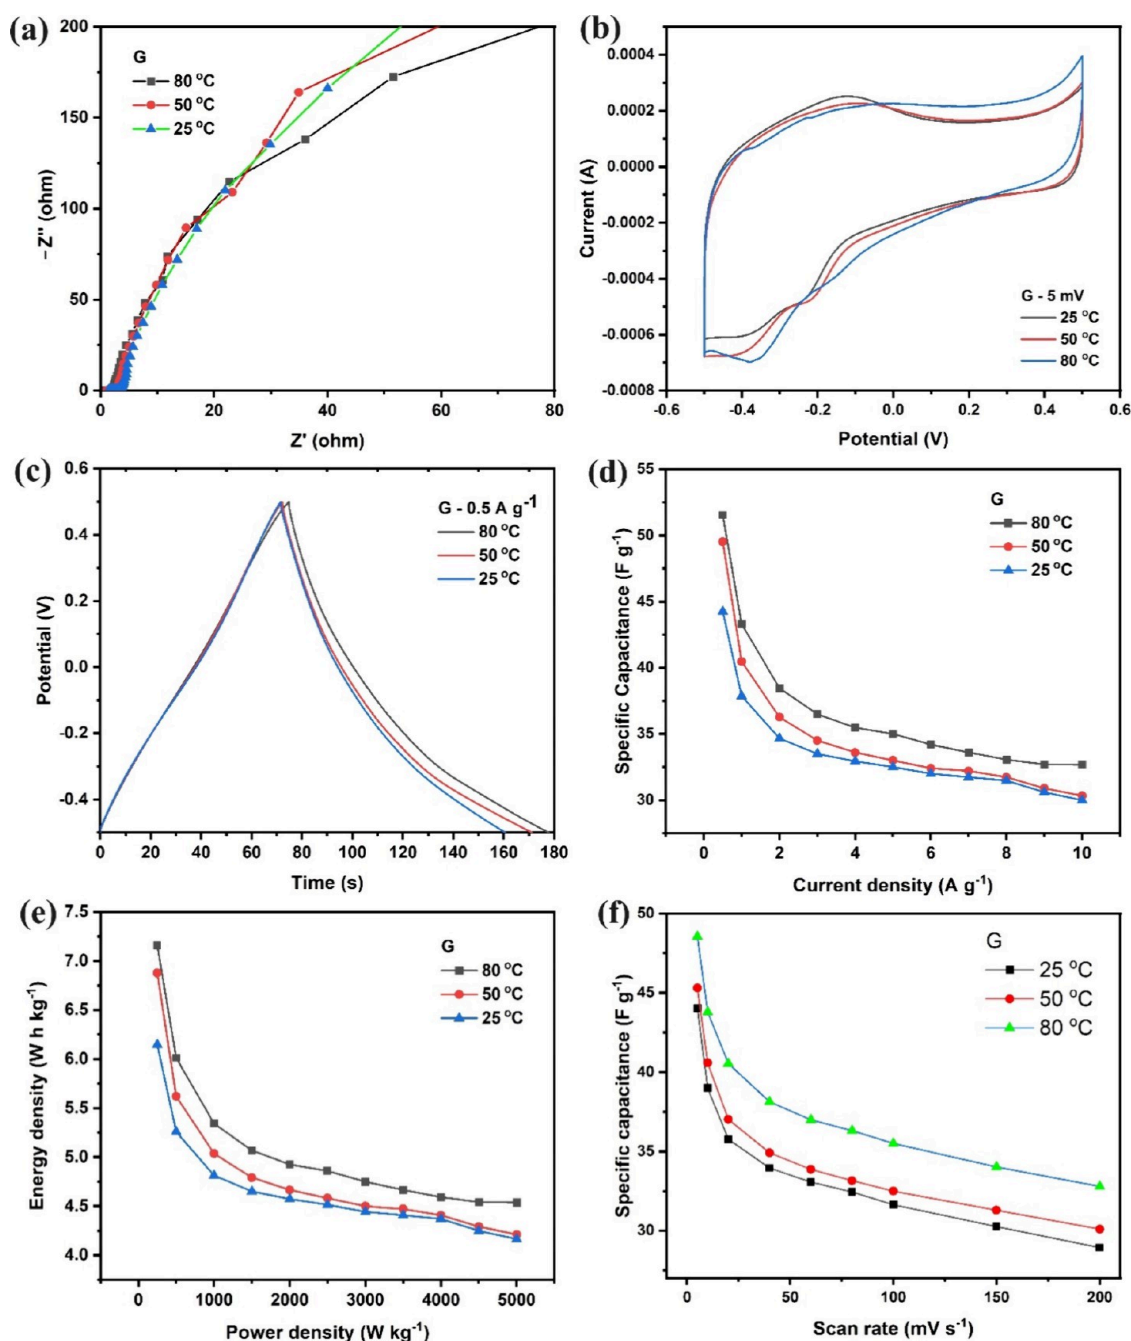 (a)
200
150
100
50
0
−Z'' (ohm)
G
80 °C
50 °C
25 °C
0 20 40 60 80
Z' (ohm)
(b)
0.0004
0.0002
0.0000
-0.0002
-0.0004
-0.0006
-0.0008
Current (A)
G - 5 mV
25 °C
50 °C
80 °C
-0.6 -0.4 -0.2 0.0 0.2 0.4 0.6
Potential (V)
(c)
0.6
0.4
0.2
0.0
-0.2
-0.4
Potential (V)
G - 0.5 A g⁻¹
80 °C
50 °C
25 °C
0 20 40 60 80 100 120 140 160 180
Time (s)
(d)
55
50
45
40
35
30
Specific Capacitance (F g⁻¹)
G
80 °C
50 °C
25 °C
0 2 4 6 8 10
Current density (A g⁻¹)
(e)
7.5
7.0
6.5
6.0
5.5
5.0
4.5
4.0
Energy density (W h kg⁻¹)
G
80 °C
50 °C
25 °C
0 1000 2000 3000 4000 5000
Power density (W kg⁻¹)
(f)
50
45
40
35
30
Specific capacitance (F g⁻¹)
G
25 °C
50 °C
80 °C
0 50 100 150 200
Scan rate (mV s⁻¹)